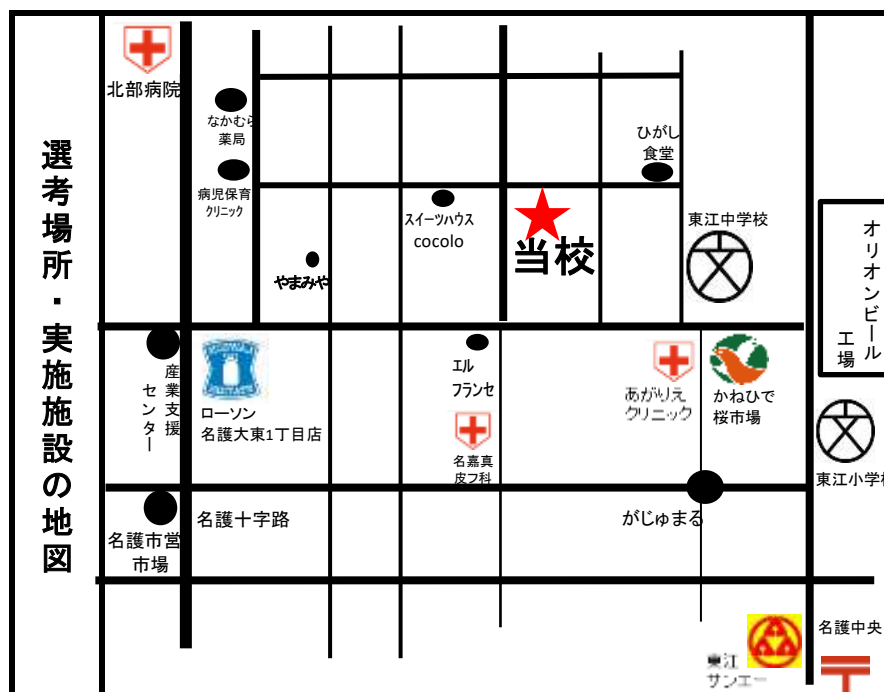 選考場所・実施施設の地図
北部病院
なかむら
薬局
病児保育
クリニック
やまみや
スイーツハウス
cocolo
当校
ひがし
食堂
東江中学校
文
オリオンビール
工場
産業支援
センター
ローソン
名護大東1丁目店
エル
フランセ
名嘉真
皮フ科
あがりえ
クリニック
かねひで
桜市場
文
東江小学校
名護市営
市場
名護十字路
がじゅまる
東江
サンエー
名護中央